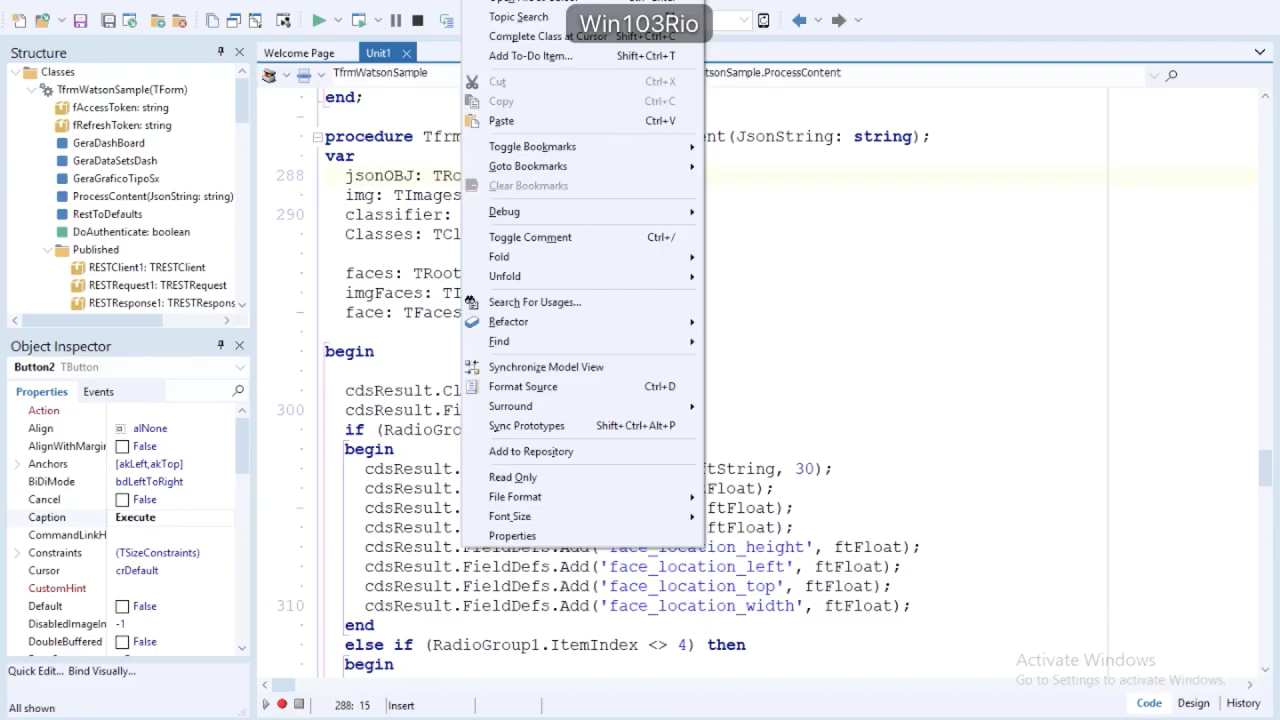 Topic Search
Win103Rio
Complete Class at Cursor Shift+Ctrl+C
Add To-Do Item... Shift+Ctrl+T
Cut Ctrl+X
Copy Ctrl+C
Paste Ctrl+V
Toggle Bookmarks
Goto Bookmarks
Clear Bookmarks
Debug
Toggle Comment Ctrl+/
Fold
Unfold
Search For Usages...
Refactor
Find
Synchronize Model View
Format Source Ctrl+D
Surround
Sync Prototypes Shift+Ctrl+Alt+P
Add to Repository
Read Only
File Format
Font Size
Properties
Structure
Classes
TfrmWatsonSample(TForm)
fAccessToken: string
fRefreshToken: string
GeraDashBoard
GeraDataSetsDash
GeraGraficoTipoSx
ProcessContent(JsonString: string)
RestToDefaults
DoAuthenticate: boolean
Published
RESTClient1: TRESTClient
RESTRequest1: TRESTRequest
RESTResponse1: TRESTRespons
Object Inspector
Button2 TButton
Properties Events
Action
Align alNone
AlignWithMargin False
Anchors [akLeft,akTop]
BiDiMode bdLeftToRight
Cancel False
Caption Execute
CommandLinkH
Constraints (TSizeConstraints)
Cursor crDefault
CustomHint
Default False
DisabledImageIn -1
DoubleBuffered False
Quick Edit... Bind Visually...
All shown
Welcome Page Unit1
TfrmWatsonSample tsonSample.ProcessContent
end;
procedure Tfrm nt(JsonString: string);
var
288 jsonOBJ: TRo
img: TImages
290 classifier:
Classes: TCl
faces: TRoot
imgFaces: TI
face: TFaces
begin
cdsResult.Cl
300 cdsResult.Fi
if (RadioGro
begin
cdsResult. ftString, 30);
cdsResult. Float);
cdsResult. ftFloat);
cdsResult. ftFloat);
cdsResult.FieldDefs.Add('face_location_height', ftFloat);
cdsResult.FieldDefs.Add('face_location_left', ftFloat);
cdsResult.FieldDefs.Add('face_location_top', ftFloat);
310 cdsResult.FieldDefs.Add('face_location_width', ftFloat);
end
else if (RadioGroup1.ItemIndex <> 4) then
begin
Activate Windows
Go to Settings to activate Windows.
288: 15 Insert
Code Design History